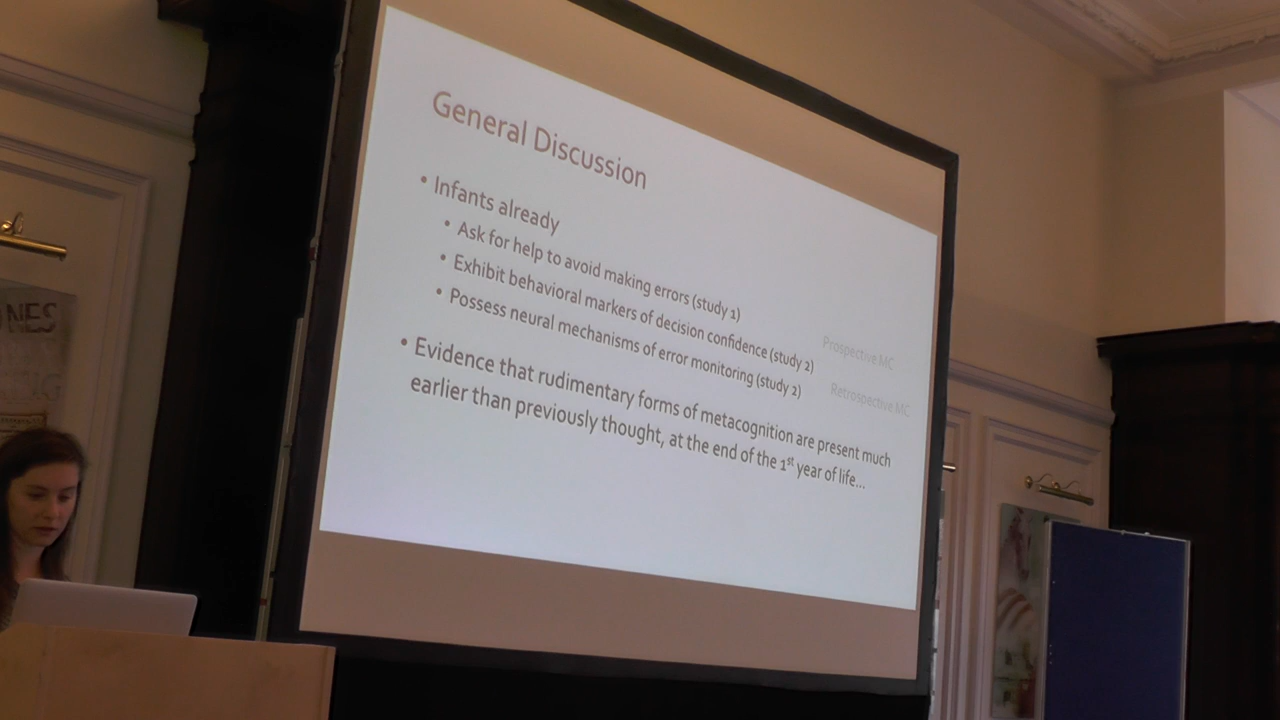 General Discussion
• Infants already
• Ask for help to avoid making errors (study 1)
• Exhibit behavioral markers of decision confidence (study 2)
• Possess neural mechanisms of error monitoring (study 2)
Prospective MC
Retrospective MC
• Evidence that rudimentary forms of metacognition are present much
earlier than previously thought, at the end of the 1st year of life...
NES